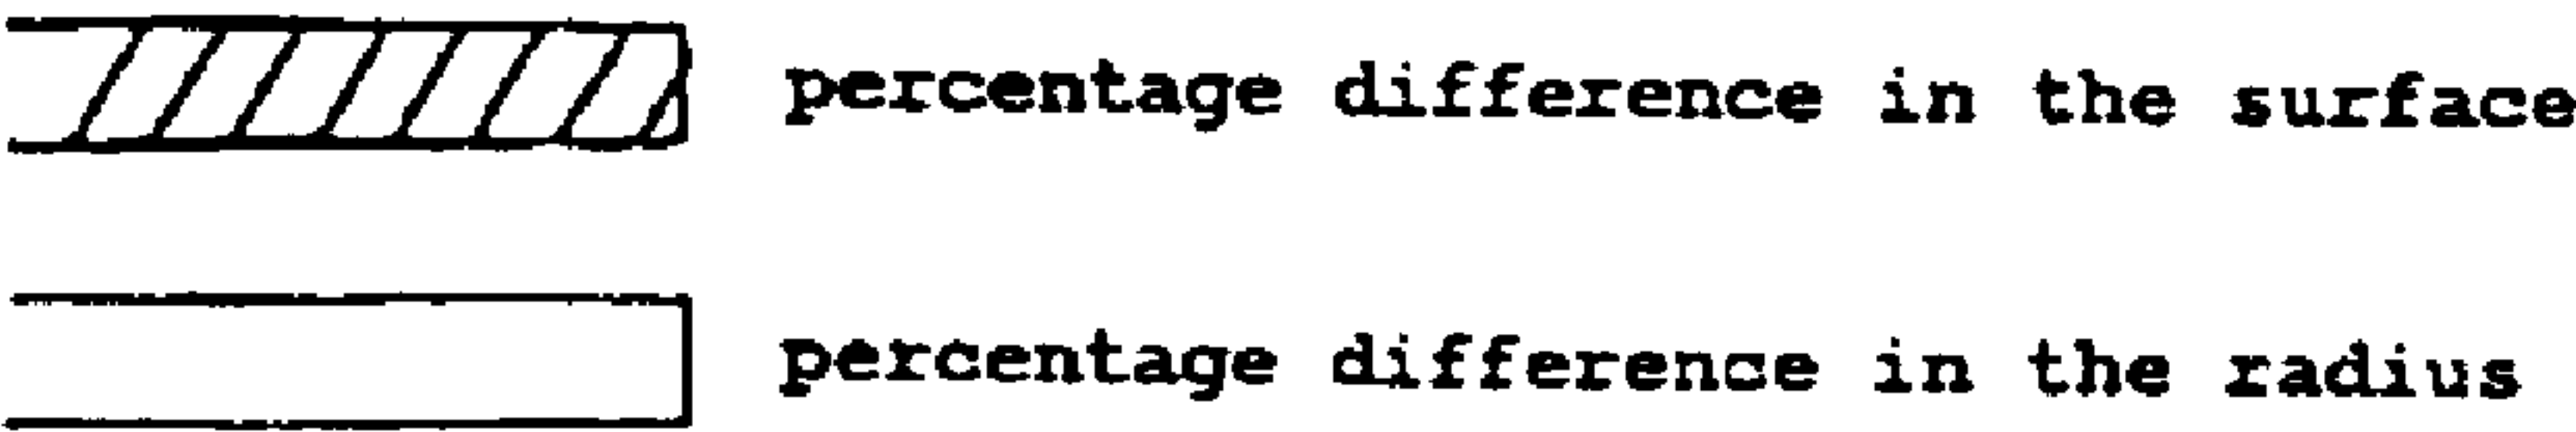 percentage difference in the surface
percentage difference in the radius